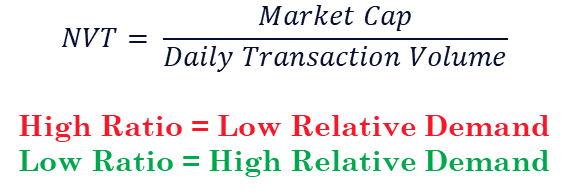 NVT = Market Cap / Daily Transaction Volume
High Ratio = Low Relative Demand
Low Ratio = High Relative Demand